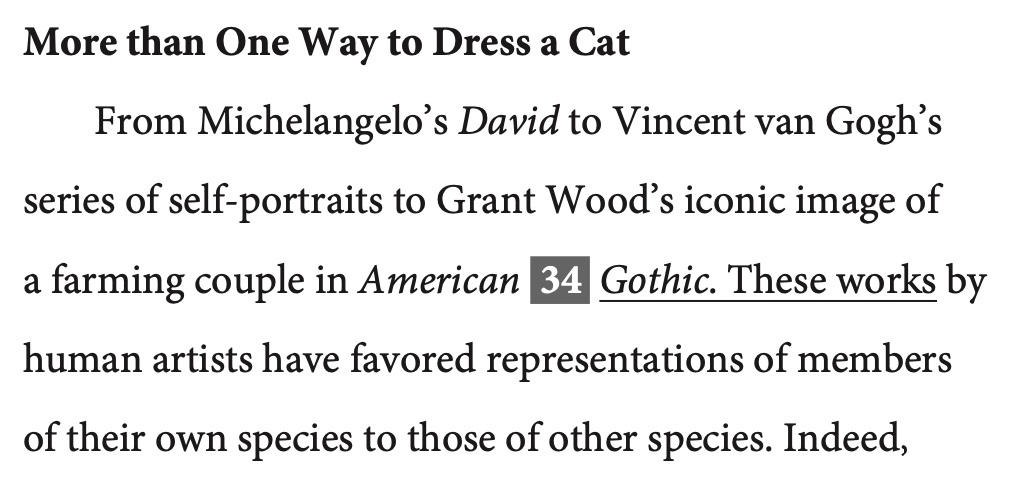 More than One Way to Dress a Cat
From Michelangelo’s David to Vincent van Gogh’s
series of self-portraits to Grant Wood’s iconic image of
a farming couple in American 34 Gothic. These works by
human artists have favored representations of members
of their own species to those of other species. Indeed,